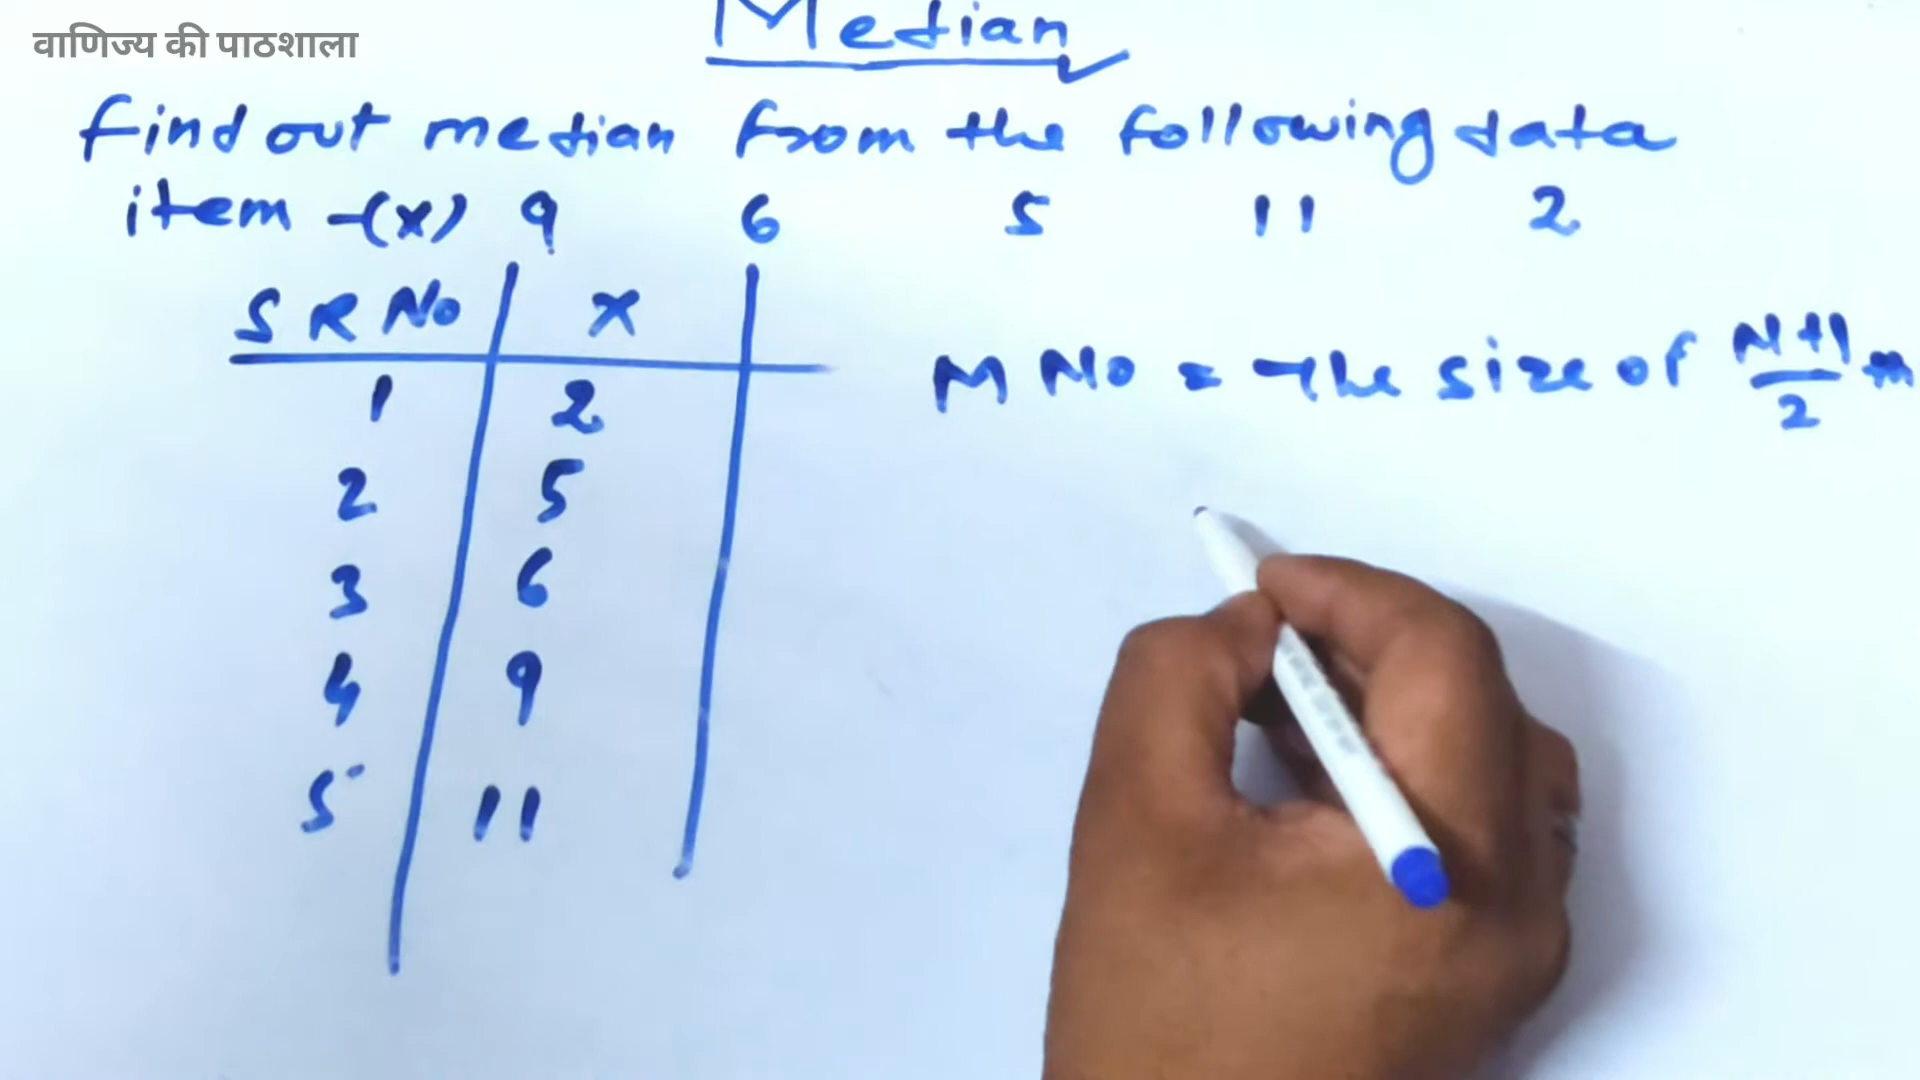 वाणिज्य की पाठशाला
Median
find out median from the following data
item -(x) 9 6 5 11 2
SR No x
1 2
2 5
3 6
4 9
5 11
M No = the size of N+1/2